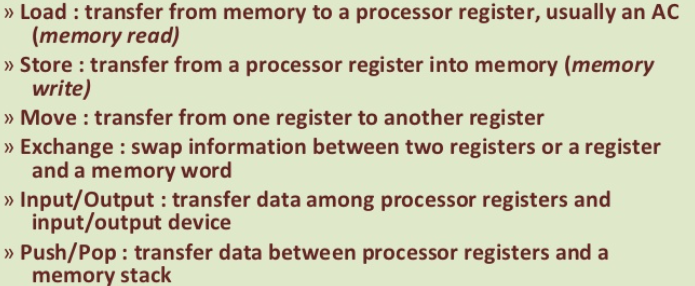 » Load : transfer from memory to a processor register, usually an AC
(memory read)
» Store : transfer from a processor register into memory (memory
write)
» Move : transfer from one register to another register
» Exchange : swap information between two registers or a register
and a memory word
» Input/Output : transfer data among processor registers and
input/output device
» Push/Pop : transfer data between processor registers and a
memory stack